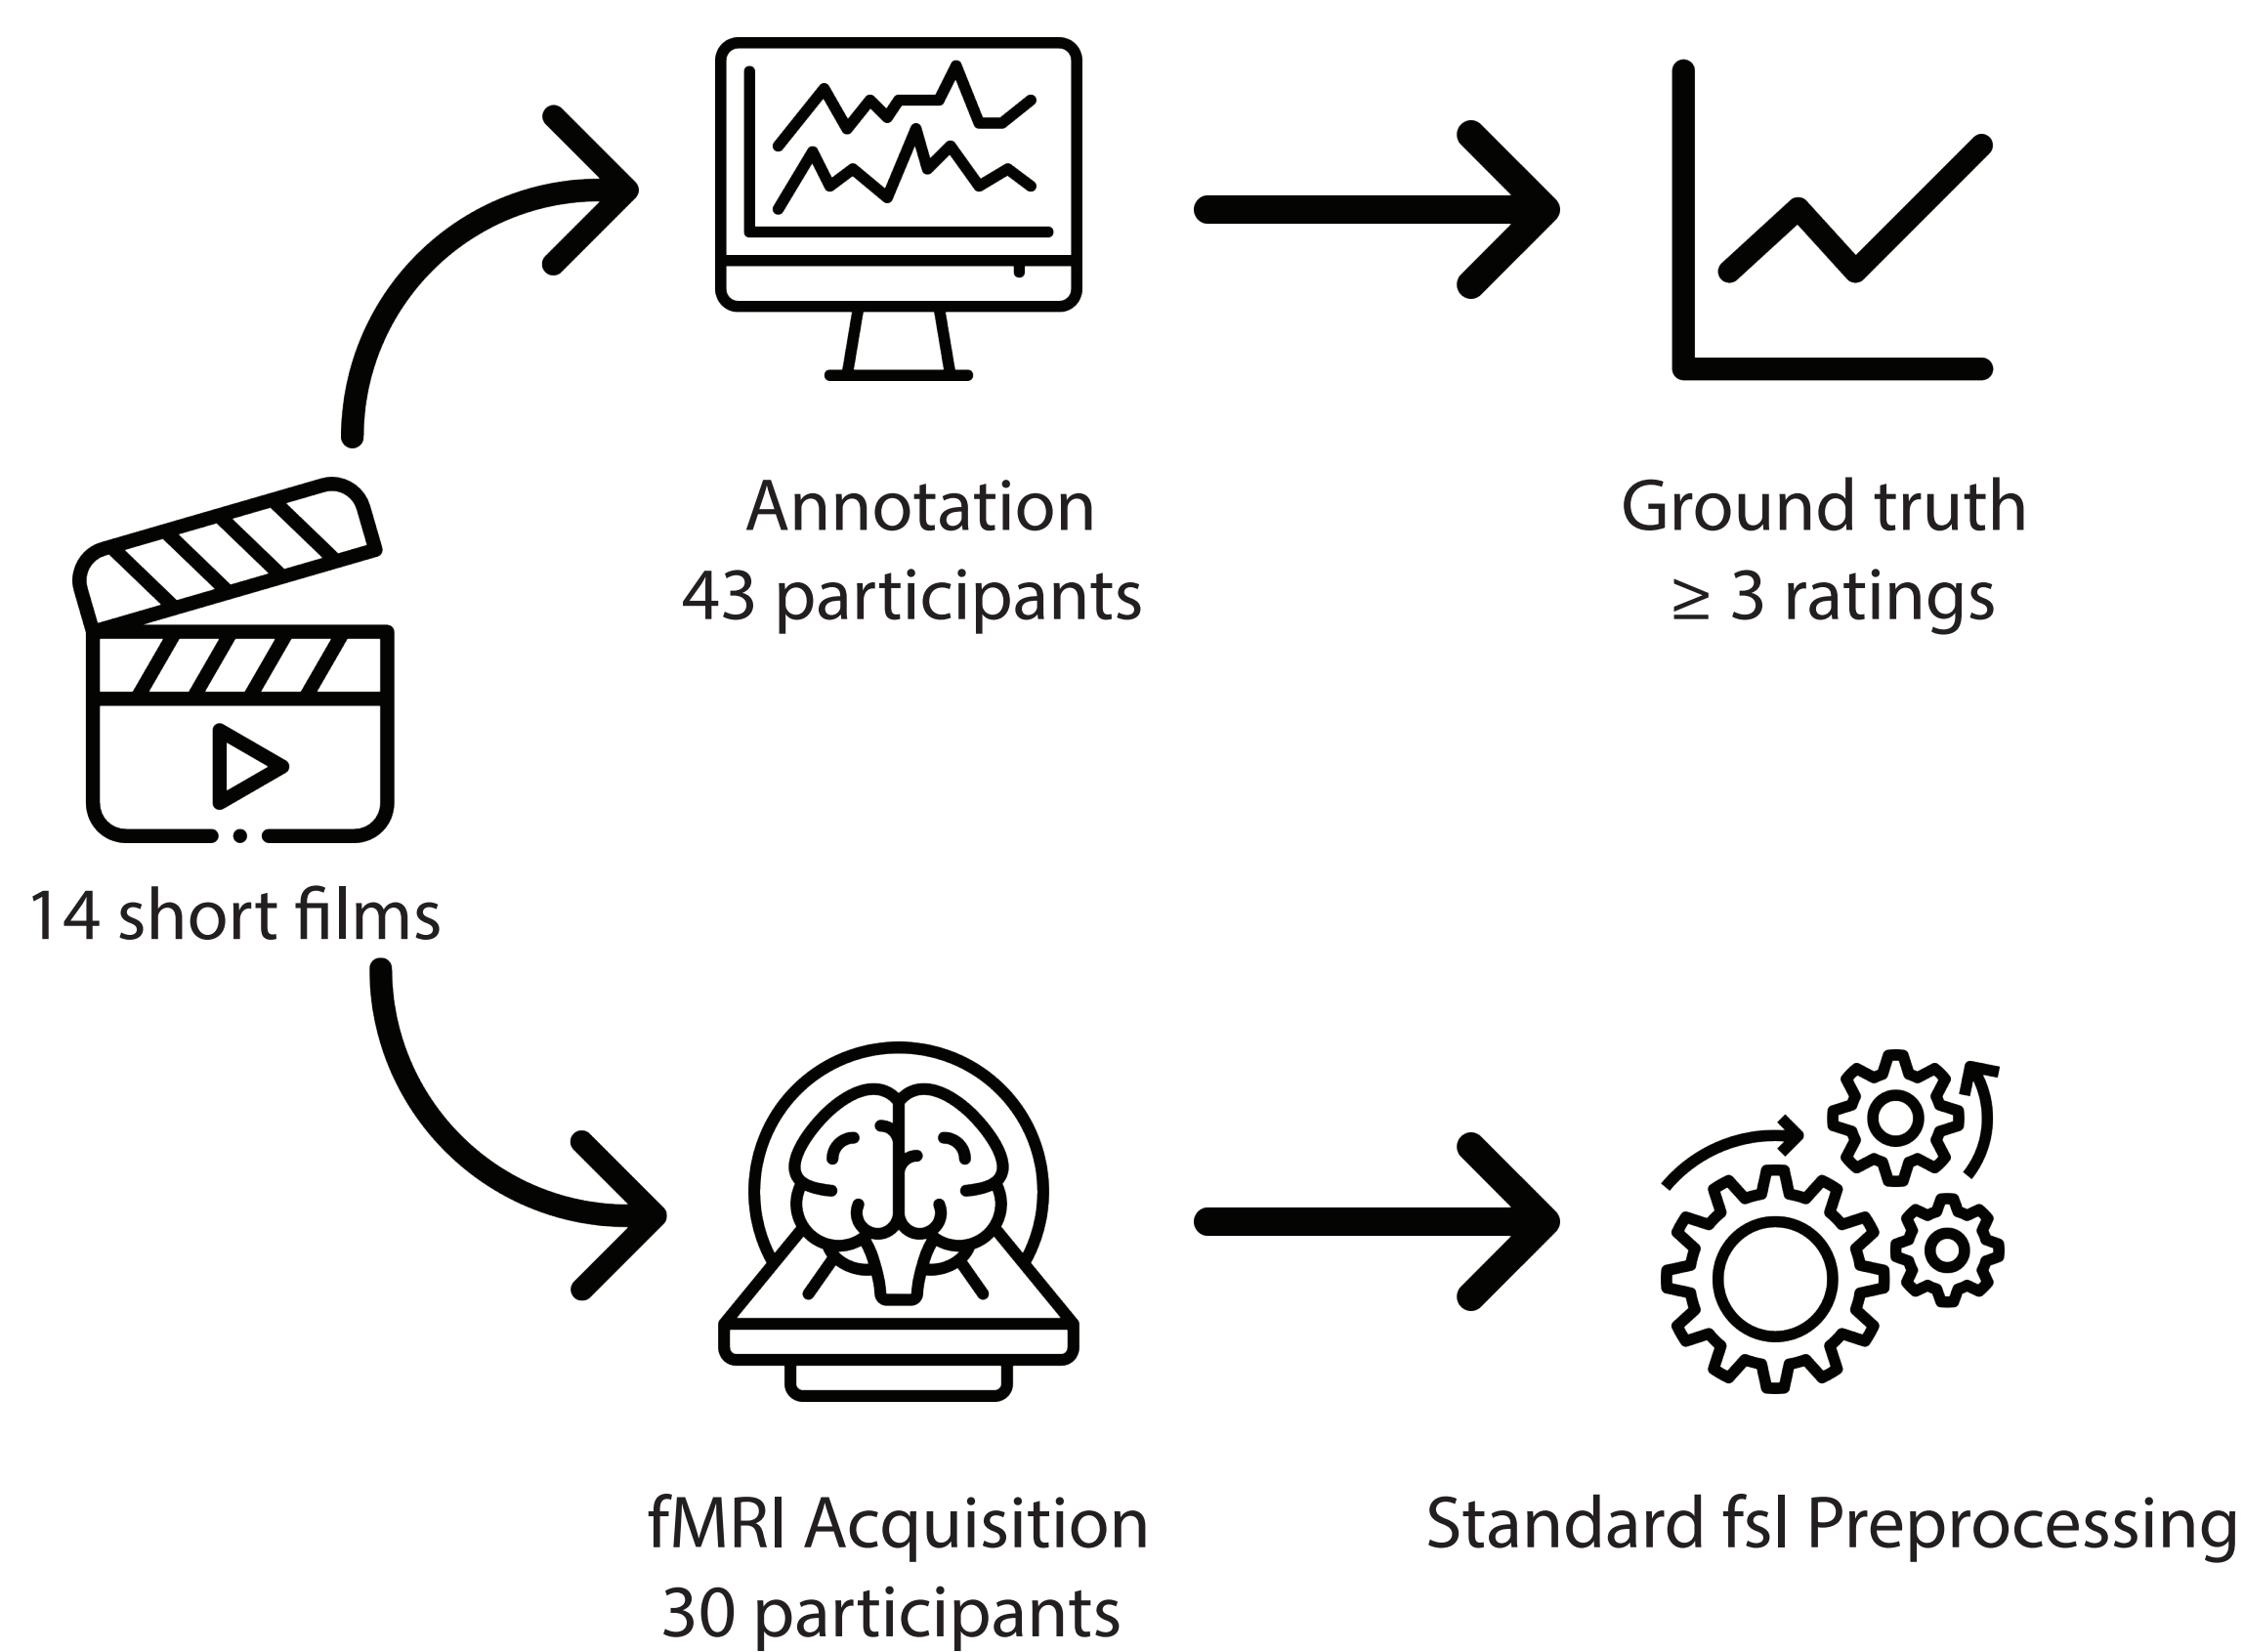 14 short films
Annotation
43 participants
Ground truth
≥ 3 ratings
fMRI Acquisition
30 participants
Standard fsl Preprocessing